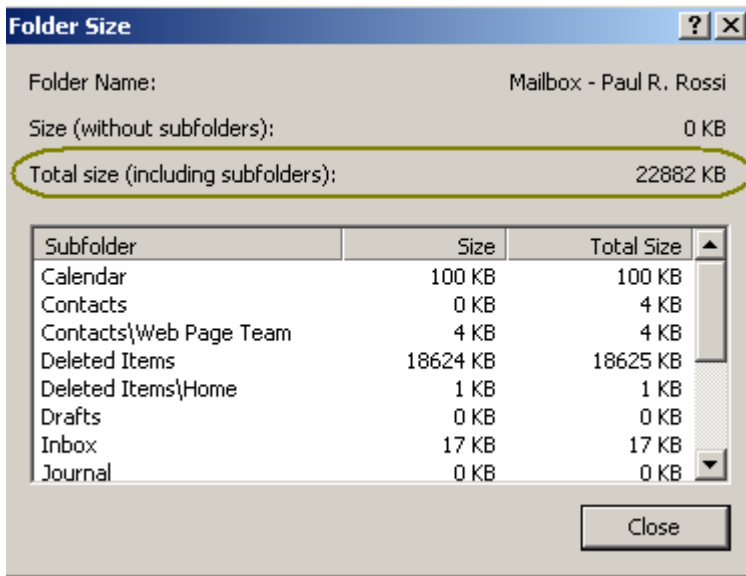 Folder Size
Folder Name: Mailbox - Paul R. Rossi
Size (without subfolders): 0 KB
Total size (including subfolders): 22882 KB
Subfolder Size Total Size
Calendar 100 KB 100 KB
Contacts 0 KB 4 KB
Contacts\Web Page Team 4 KB 4 KB
Deleted Items 18624 KB 18625 KB
Deleted Items\Home 1 KB 1 KB
Drafts 0 KB 0 KB
Inbox 17 KB 17 KB
Journal 0 KB 0 KB
Close